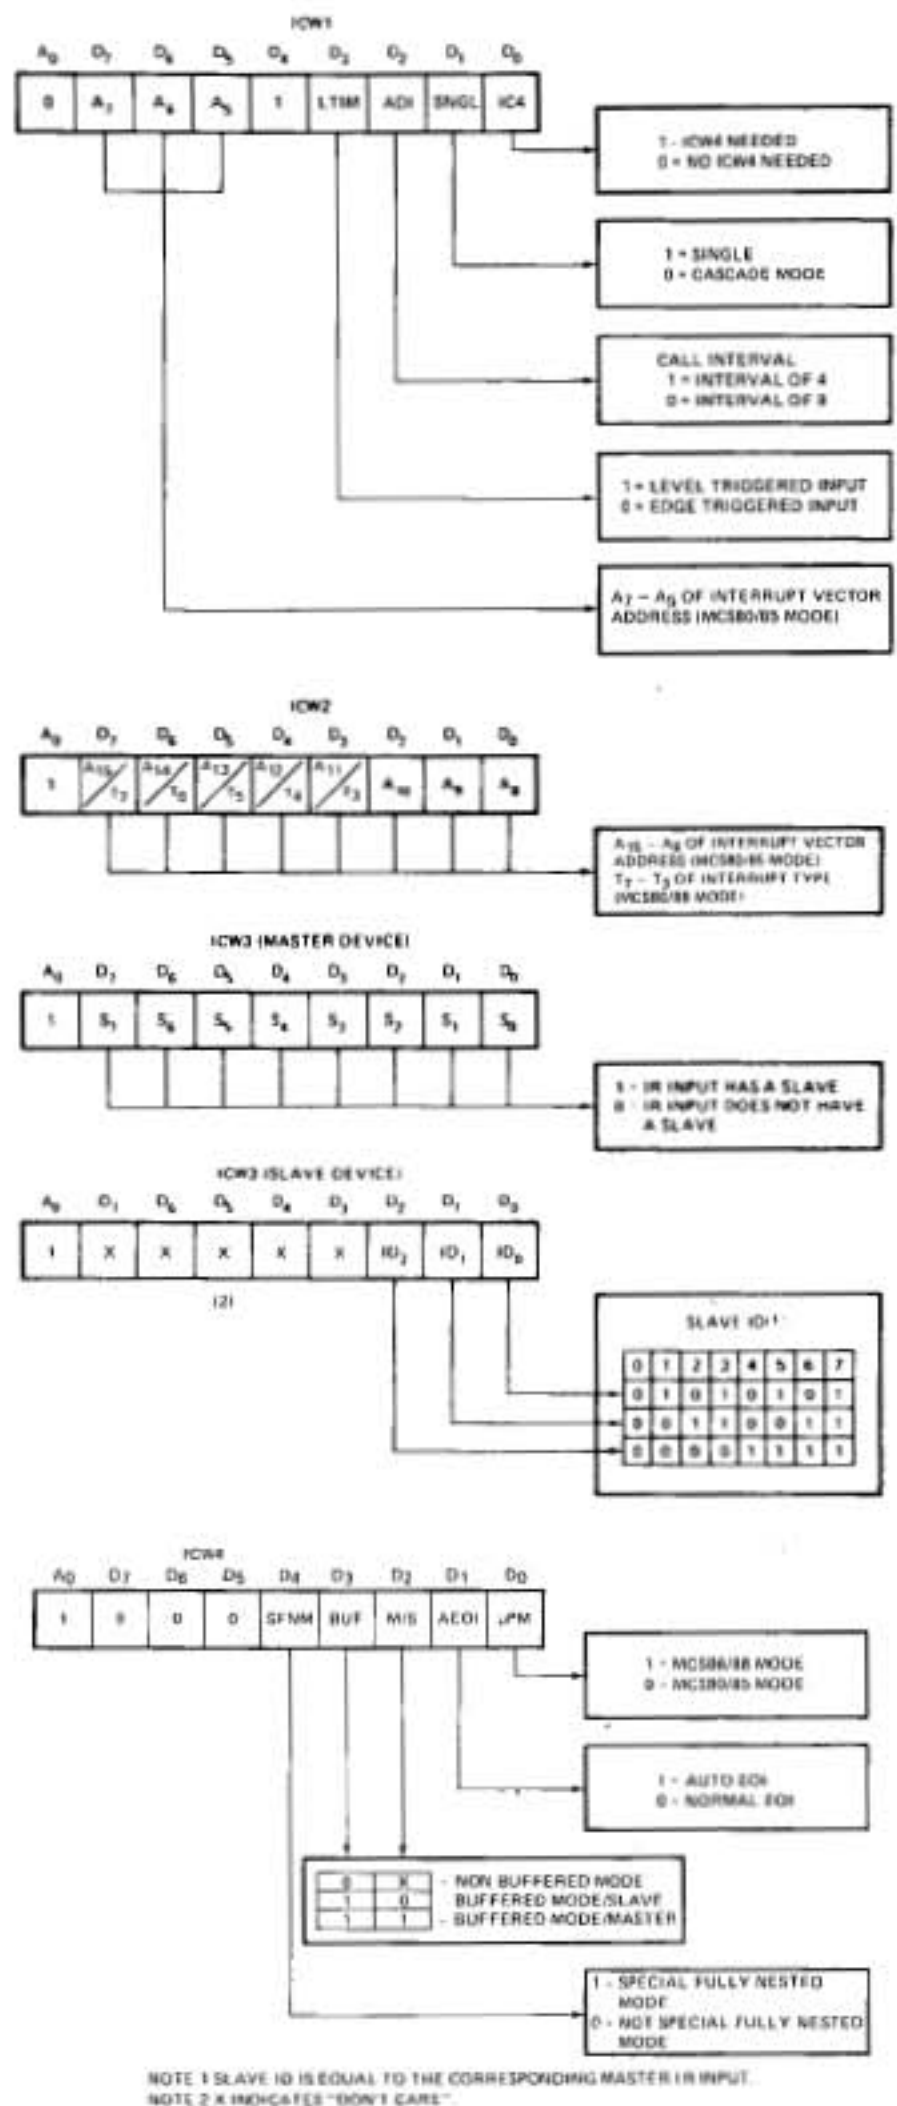 ICW1
A0 D7 D6 D5 D4 D3 D2 D1 D0
0 A7 A6 A5 1 LTIM ADI SNGL IC4
1 - ICW4 NEEDED
0 = NO ICW4 NEEDED
1 = SINGLE
0 = CASCADE MODE
CALL INTERVAL
1 = INTERVAL OF 4
0 = INTERVAL OF 8
1 = LEVEL TRIGGERED INPUT
0 = EDGE TRIGGERED INPUT
A7 – A5 OF INTERRUPT VECTOR
ADDRESS (MCS80/85 MODE)
ICW2
A0 D7 D6 D5 D4 D3 D2 D1 D0
1 A15/T7 A14/T6 A13/T5 A12/T4 A11/T3 A10 A9 A8
A15 – A8 OF INTERRUPT VECTOR
ADDRESS (MCS80/85 MODE)
T7 – T3 OF INTERRUPT TYPE
(MCS80/88 MODE)
ICW3 (MASTER DEVICE)
A0 D7 D6 D5 D4 D3 D2 D1 D0
1 S7 S6 S5 S4 S3 S2 S1 S0
1 - IR INPUT HAS A SLAVE
0 - IR INPUT DOES NOT HAVE
A SLAVE
ICW3 (SLAVE DEVICE)
A0 D7 D6 D5 D4 D3 D2 D1 D0
1 X X X X X ID2 ID1 ID0
(2)
SLAVE ID(1
0 1 2 3 4 5 6 7
0 1 0 1 0 1 0 1
0 0 1 1 0 0 1 1
0 0 0 0 1 1 1 1
ICW4
A0 D7 D6 D5 D4 D3 D2 D1 D0
1 0 0 0 SFNM BUF M/S AEOI µPM
1 - MCS86/88 MODE
0 - MCS80/85 MODE
1 - AUTO EOI
0 - NORMAL EOI
0 X - NON BUFFERED MODE
1 0 BUFFERED MODE/SLAVE
1 1 - BUFFERED MODE/MASTER
1 - SPECIAL FULLY NESTED
MODE
0 - NOT SPECIAL FULLY NESTED
MODE
NOTE 1 SLAVE ID IS EQUAL TO THE CORRESPONDING MASTER IR INPUT.
NOTE 2 X INDICATES "DON'T CARE".